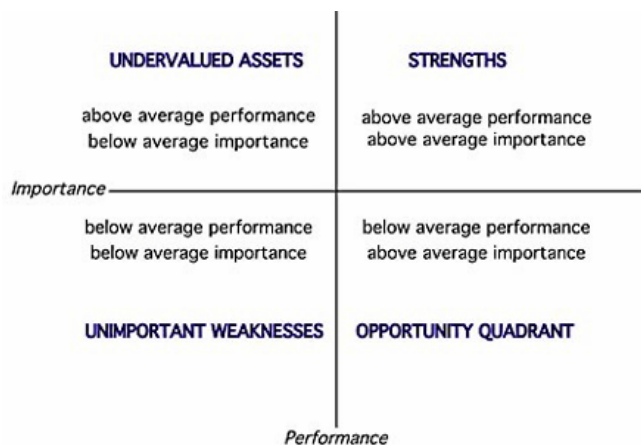 UNDERVALUED ASSETS
above average performance
below average importance
STRENGTHS
above average performance
above average importance
Importance
below average performance
below average importance
UNIMPORTANT WEAKNESSES
below average performance
above average importance
OPPORTUNITY QUADRANT
Performance